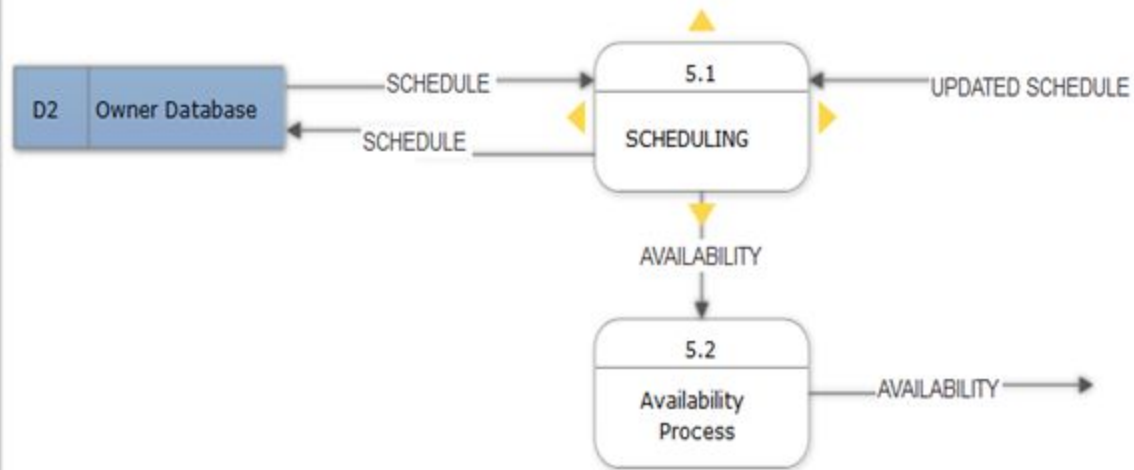 5.1
SCHEDULE
UPDATED SCHEDULE
D2 Owner Database
SCHEDULING
SCHEDULE
AVAILABILITY
5.2
AVAILABILITY
Availability
Process